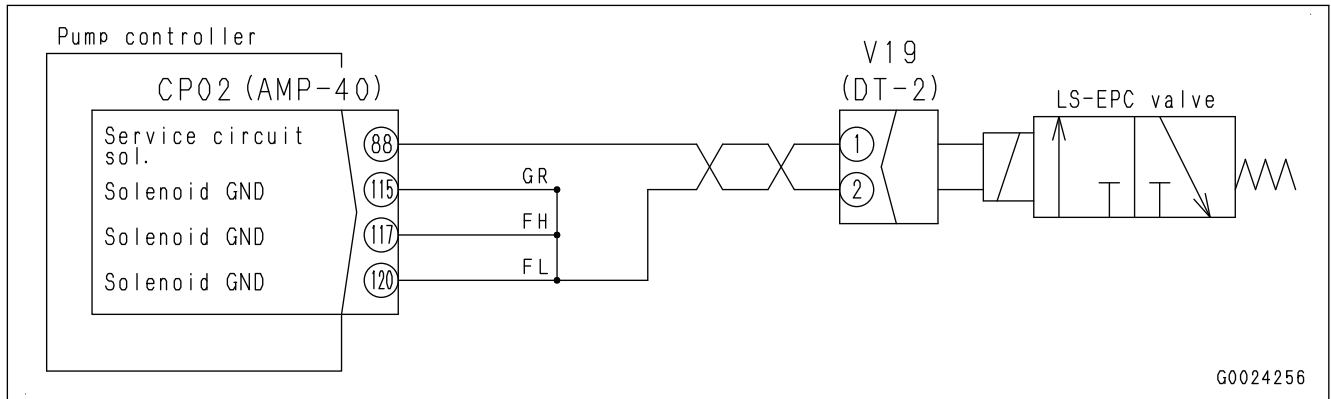 Pump controller
CP02 (AMP-40)
Service circuit
sol.
88
Solenoid GND
115
GR
Solenoid GND
117
FH
Solenoid GND
120
FL
V19
(DT-2)
1
2
LS-EPC valve
G0024256